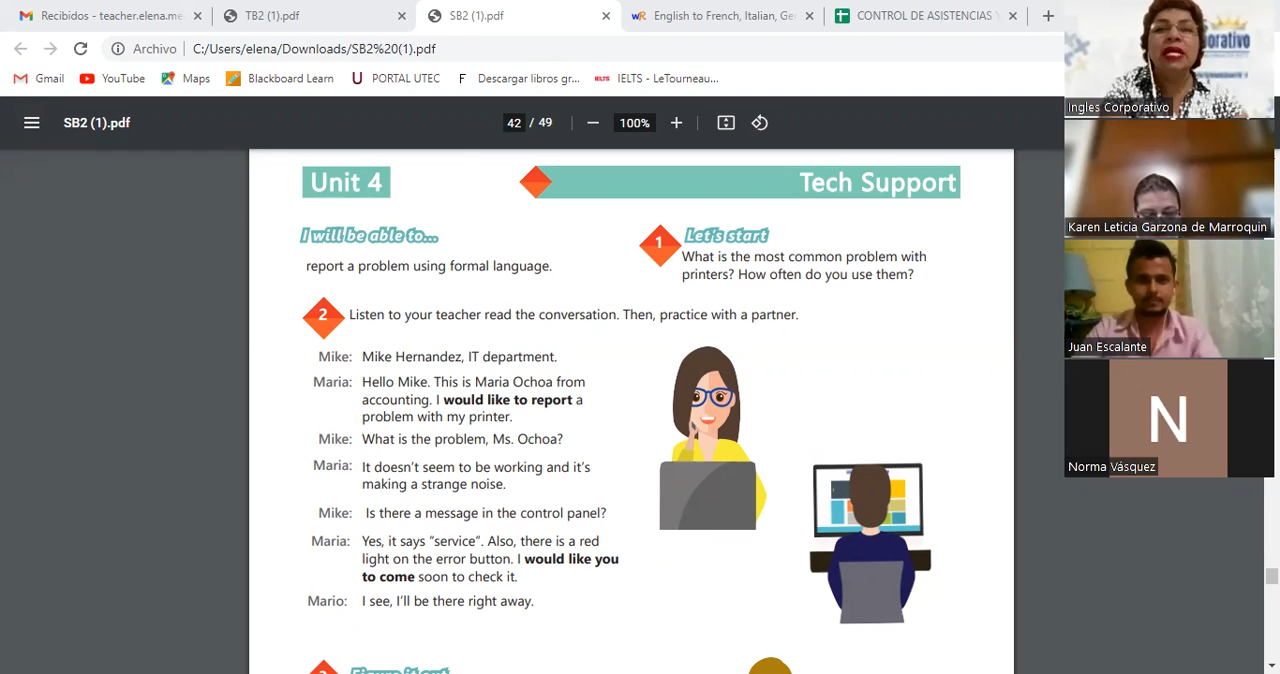 Recibidos - teacher.elena.me
TB2 (1).pdf
SB2 (1).pdf
English to French, Italian, Ge
CONTROL DE ASISTENCIAS Y
Archivo
C:/Users/elena/Downloads/SB2%20(1).pdf
Gmail
YouTube
Maps
Blackboard Learn
PORTAL UTEC
Descargar libros gr...
IELTS - LeTourneau...
SB2 (1).pdf
42 / 49
100%
Unit 4
Tech Support
I will be able to...
report a problem using formal language.
1 Let's start
What is the most common problem with
printers? How often do you use them?
2 Listen to your teacher read the conversation. Then, practice with a partner.
Mike: Mike Hernandez, IT department.
Maria: Hello Mike. This is Maria Ochoa from
accounting. I would like to report a
problem with my printer.
Mike: What is the problem, Ms. Ochoa?
Maria: It doesn't seem to be working and it's
making a strange noise.
Mike: Is there a message in the control panel?
Maria: Yes, it says "service". Also, there is a red
light on the error button. I would like you
to come soon to check it.
Mario: I see, I'll be there right away.
Ingles Corporativo
Karen Leticia Garzona de Marroquin
Juan Escalante
N
Norma Vásquez